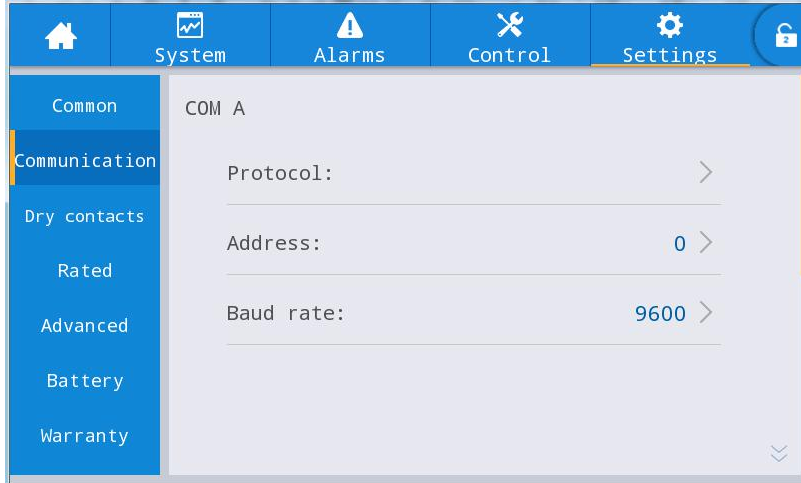 System Alarms Control Settings 2
Common
Communication
Dry contacts
Rated
Advanced
Battery
Warranty
COM A
Protocol:
Address: 0
Baud rate: 9600